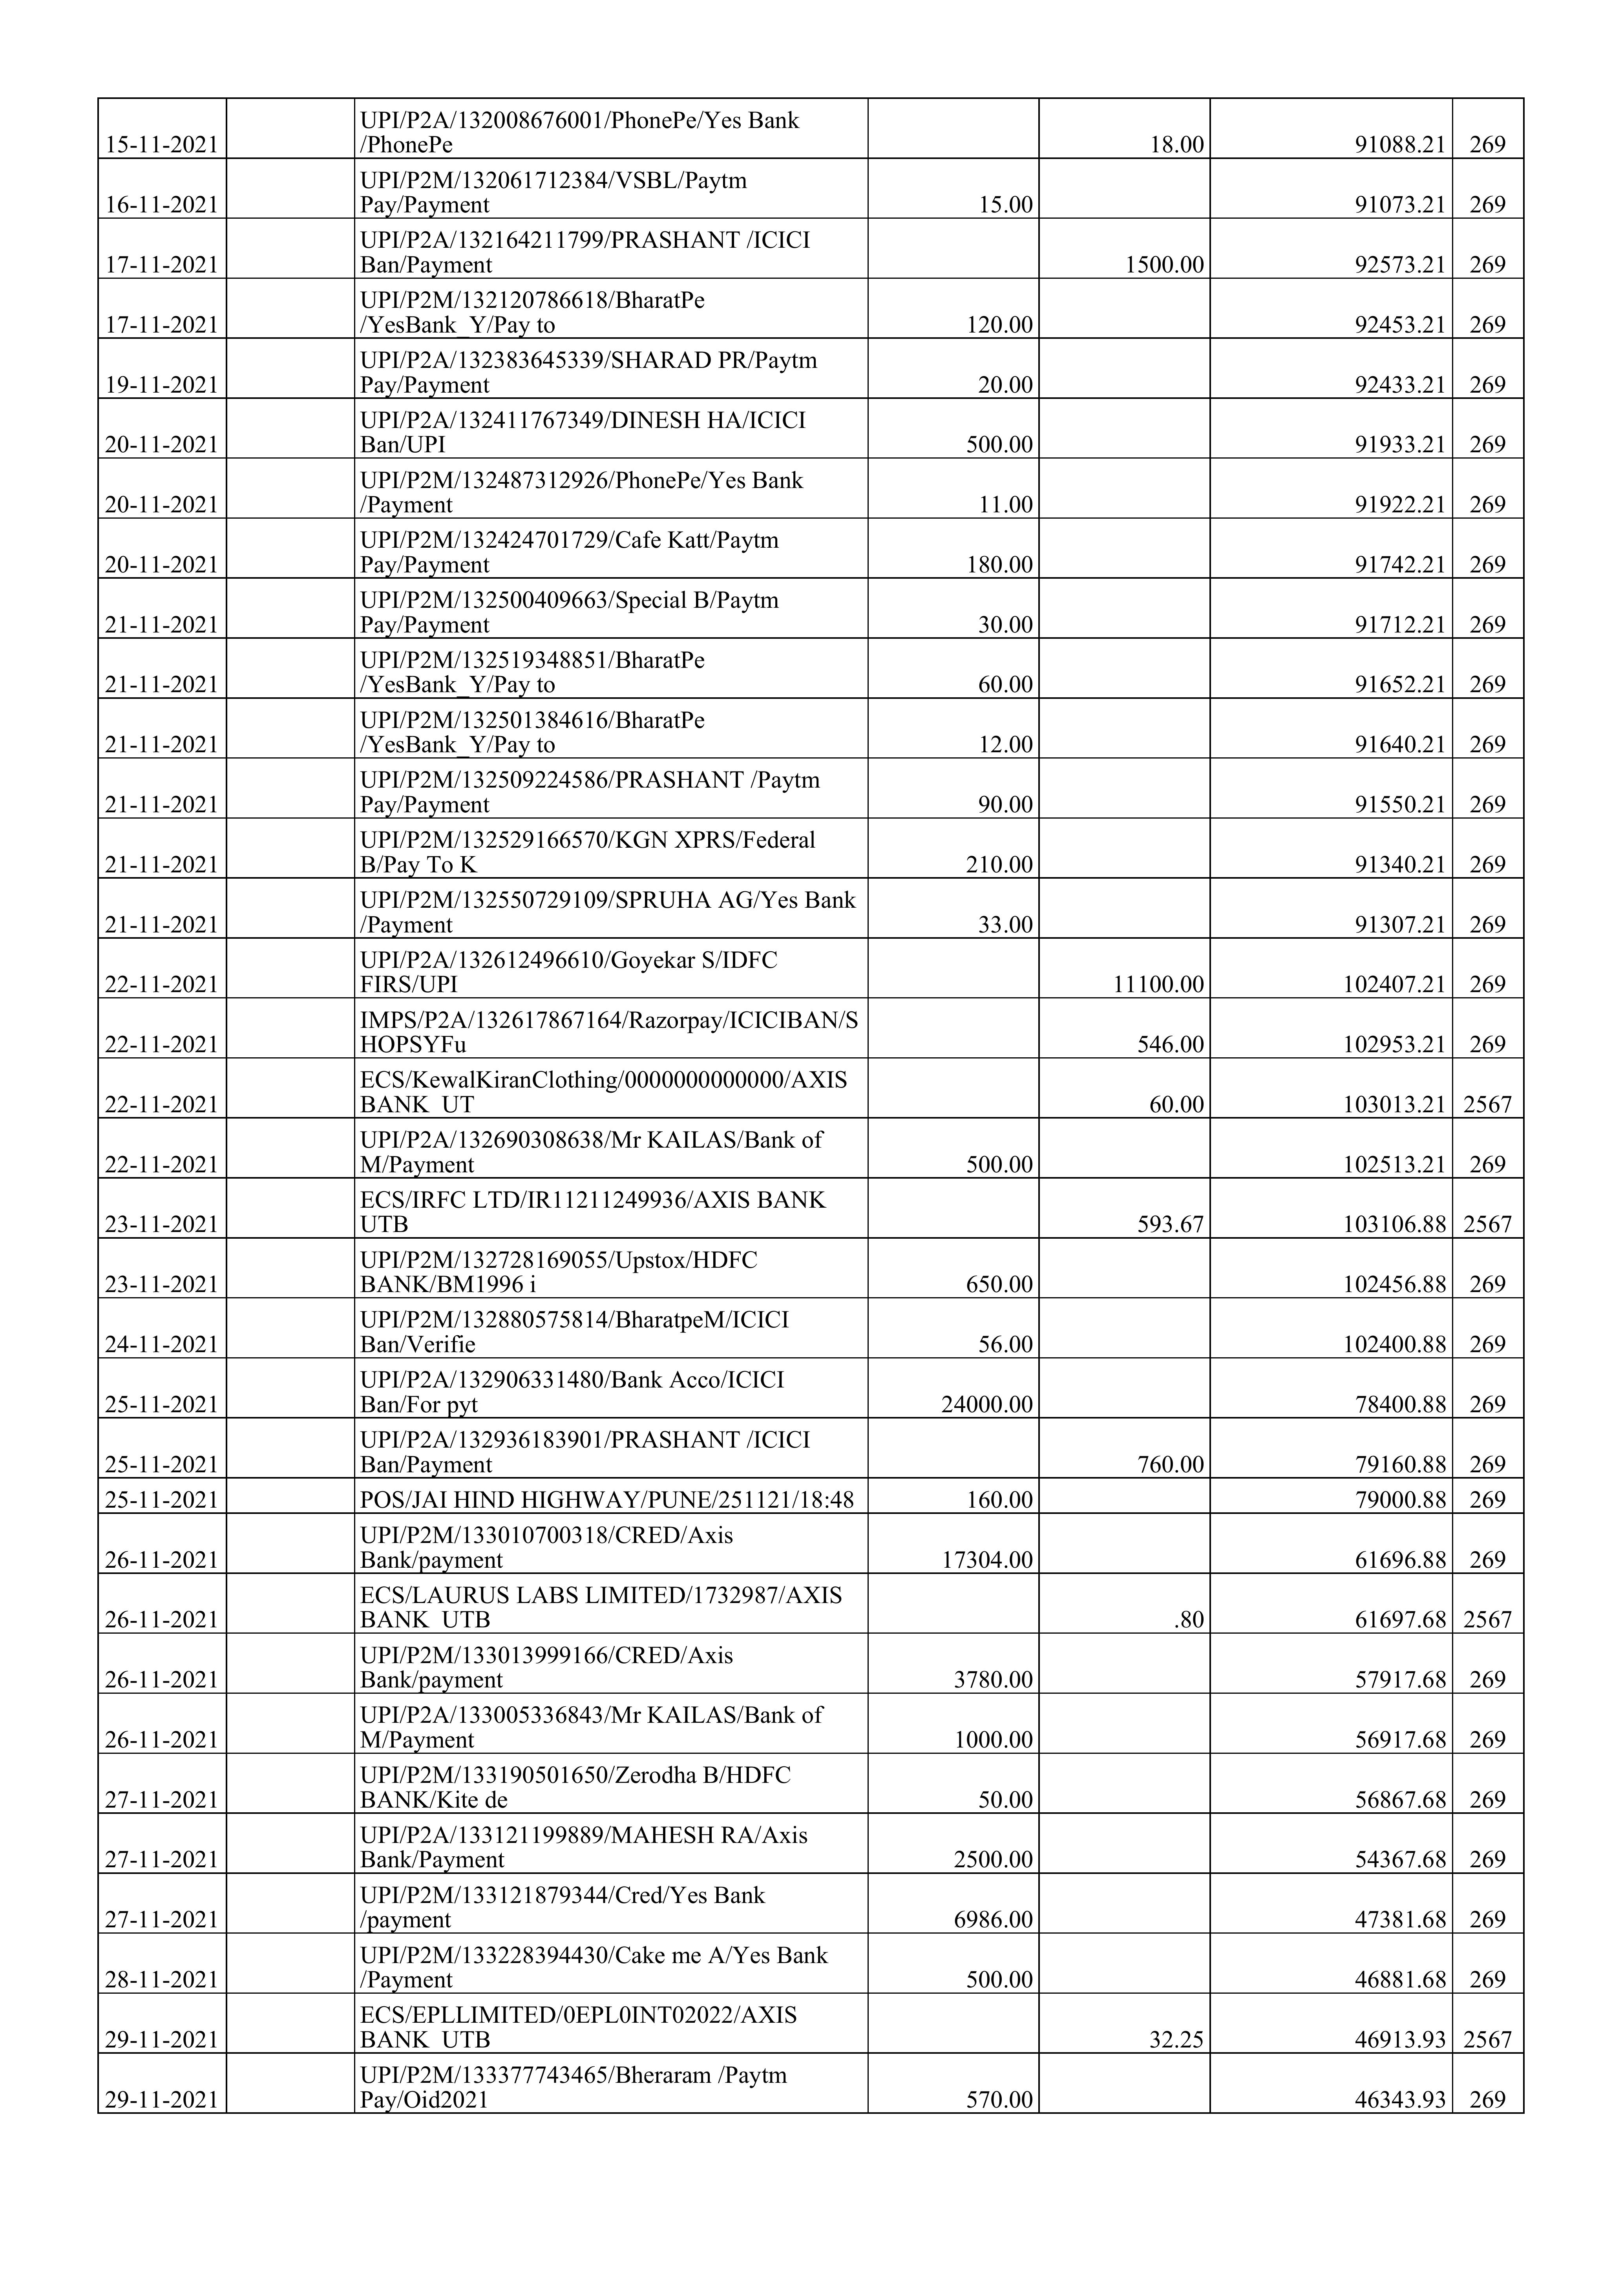 UPI/P2A/132008676001/PhonePe/Yes Bank
15-11-2021 /PhonePe 18.00 91088.21 269
UPI/P2M/132061712384/VSBL/Paytm
16-11-2021 Pay/Payment 15.00 91073.21 269
UPI/P2A/132164211799/PRASHANT /ICICI
17-11-2021 Ban/Payment 1500.00 92573.21 269
UPI/P2M/132120786618/BharatPe
17-11-2021 /YesBank_Y/Pay to 120.00 92453.21 269
UPI/P2A/132383645339/SHARAD PR/Paytm
19-11-2021 Pay/Payment 20.00 92433.21 269
UPI/P2A/132411767349/DINESH HA/ICICI
20-11-2021 Ban/UPI 500.00 91933.21 269
UPI/P2M/132487312926/PhonePe/Yes Bank
20-11-2021 /Payment 11.00 91922.21 269
UPI/P2M/132424701729/Cafe Katt/Paytm
20-11-2021 Pay/Payment 180.00 91742.21 269
UPI/P2M/132500409663/Special B/Paytm
21-11-2021 Pay/Payment 30.00 91712.21 269
UPI/P2M/132519348851/BharatPe
21-11-2021 /YesBank_Y/Pay to 60.00 91652.21 269
UPI/P2M/132501384616/BharatPe
21-11-2021 /YesBank_Y/Pay to 12.00 91640.21 269
UPI/P2M/132509224586/PRASHANT /Paytm
21-11-2021 Pay/Payment 90.00 91550.21 269
UPI/P2M/132529166570/KGN XPRS/Federal
21-11-2021 B/Pay To K 210.00 91340.21 269
UPI/P2M/132550729109/SPRUHA AG/Yes Bank
21-11-2021 /Payment 33.00 91307.21 269
UPI/P2A/132612496610/Goyekar S/IDFC
22-11-2021 FIRS/UPI 11100.00 102407.21 269
IMPS/P2A/132617867164/Razorpay/ICICIBAN/S
22-11-2021 HOPSYFu 546.00 102953.21 269
ECS/KewalKiranClothing/0000000000000/AXIS
22-11-2021 BANK UT 60.00 103013.21 2567
UPI/P2A/132690308638/Mr KAILAS/Bank of
22-11-2021 M/Payment 500.00 102513.21 269
ECS/IRFC LTD/IR11211249936/AXIS BANK
23-11-2021 UTB 593.67 103106.88 2567
UPI/P2M/132728169055/Upstox/HDFC
23-11-2021 BANK/BM1996 i 650.00 102456.88 269
UPI/P2M/132880575814/BharatpeM/ICICI
24-11-2021 Ban/Verifie 56.00 102400.88 269
UPI/P2A/132906331480/Bank Acco/ICICI
25-11-2021 Ban/For pyt 24000.00 78400.88 269
UPI/P2A/132936183901/PRASHANT /ICICI
25-11-2021 Ban/Payment 760.00 79160.88 269
25-11-2021 POS/JAI HIND HIGHWAY/PUNE/251121/18:48 160.00 79000.88 269
UPI/P2M/133010700318/CRED/Axis
26-11-2021 Bank/payment 17304.00 61696.88 269
ECS/LAURUS LABS LIMITED/1732987/AXIS
26-11-2021 BANK UTB .80 61697.68 2567
UPI/P2M/133013999166/CRED/Axis
26-11-2021 Bank/payment 3780.00 57917.68 269
UPI/P2A/133005336843/Mr KAILAS/Bank of
26-11-2021 M/Payment 1000.00 56917.68 269
UPI/P2M/133190501650/Zerodha B/HDFC
27-11-2021 BANK/Kite de 50.00 56867.68 269
UPI/P2A/133121199889/MAHESH RA/Axis
27-11-2021 Bank/Payment 2500.00 54367.68 269
UPI/P2M/133121879344/Cred/Yes Bank
27-11-2021 /payment 6986.00 47381.68 269
UPI/P2M/133228394430/Cake me A/Yes Bank
28-11-2021 /Payment 500.00 46881.68 269
ECS/EPLLIMITED/0EPL0INT02022/AXIS
29-11-2021 BANK UTB 32.25 46913.93 2567
UPI/P2M/133377743465/Bheraram /Paytm
29-11-2021 Pay/Oid2021 570.00 46343.93 269